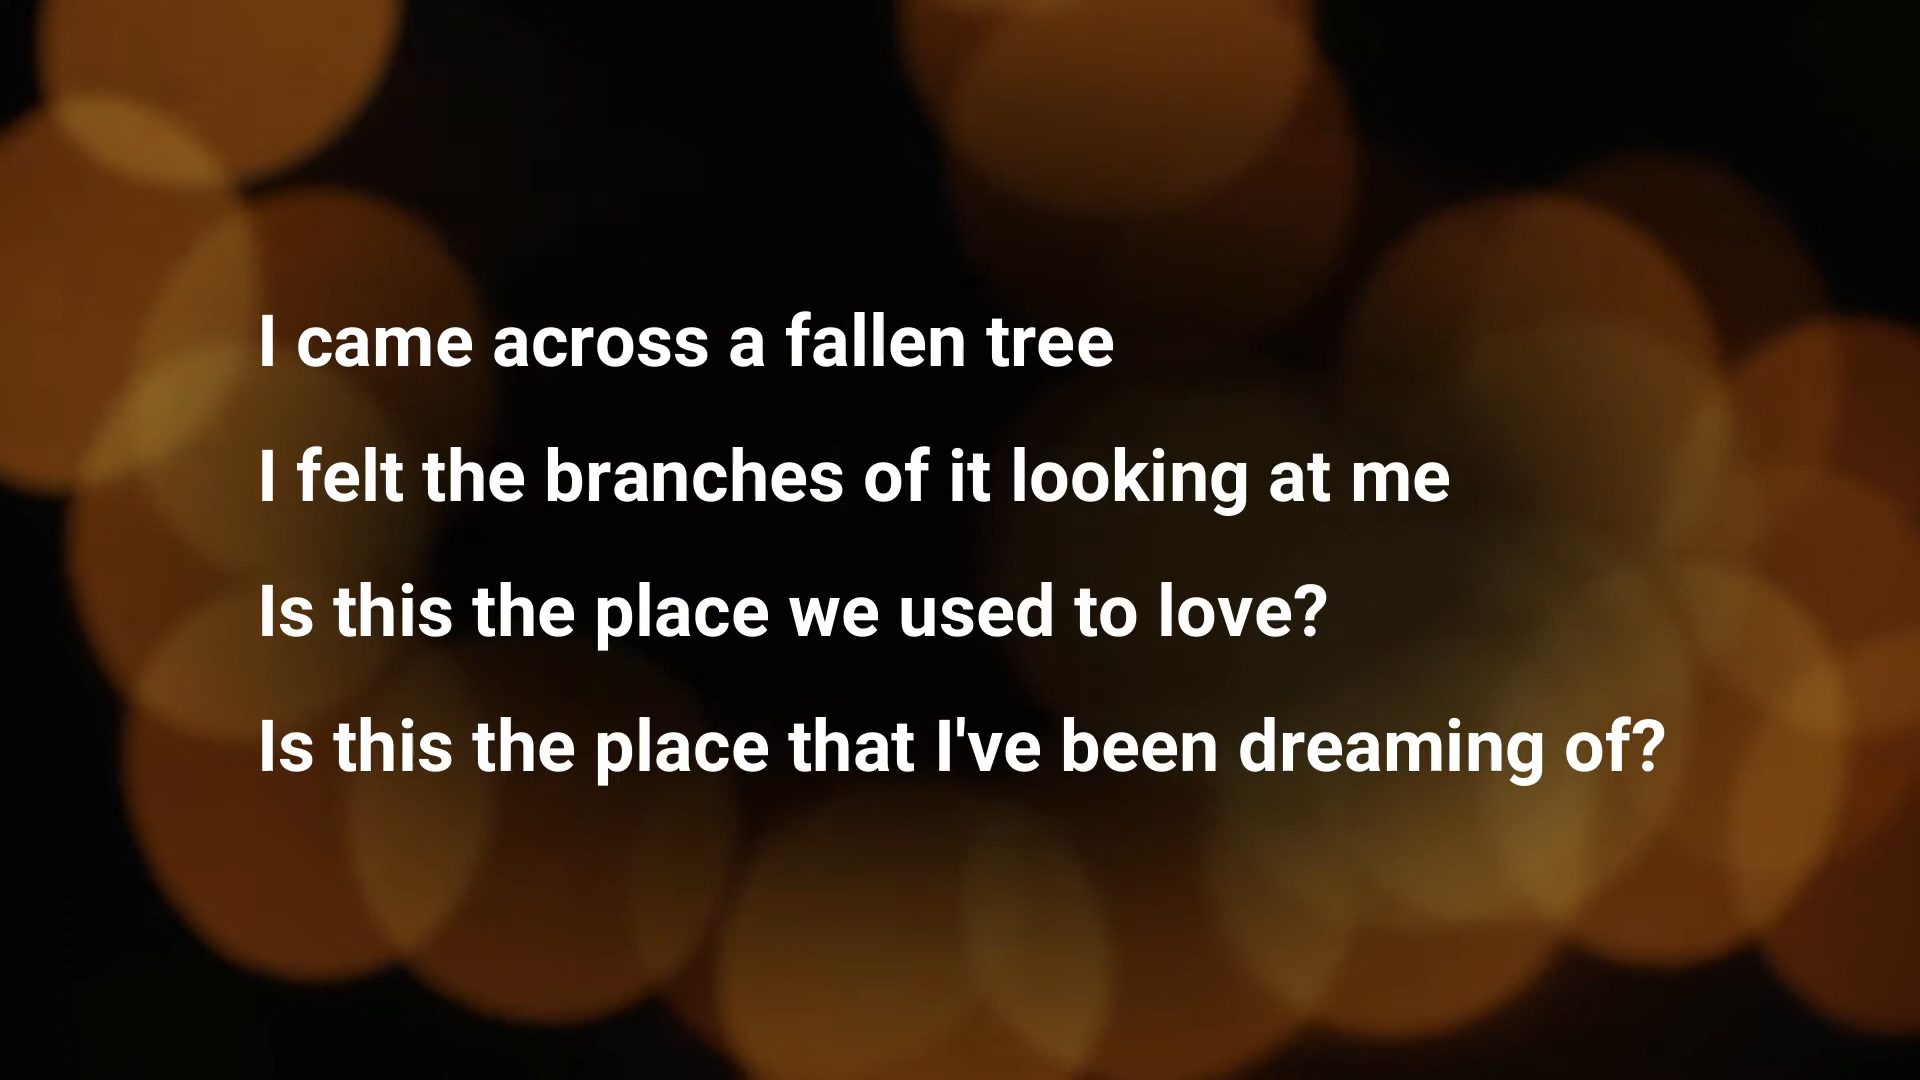 I came across a fallen tree
I felt the branches of it looking at me
Is this the place we used to love?
Is this the place that I've been dreaming of?